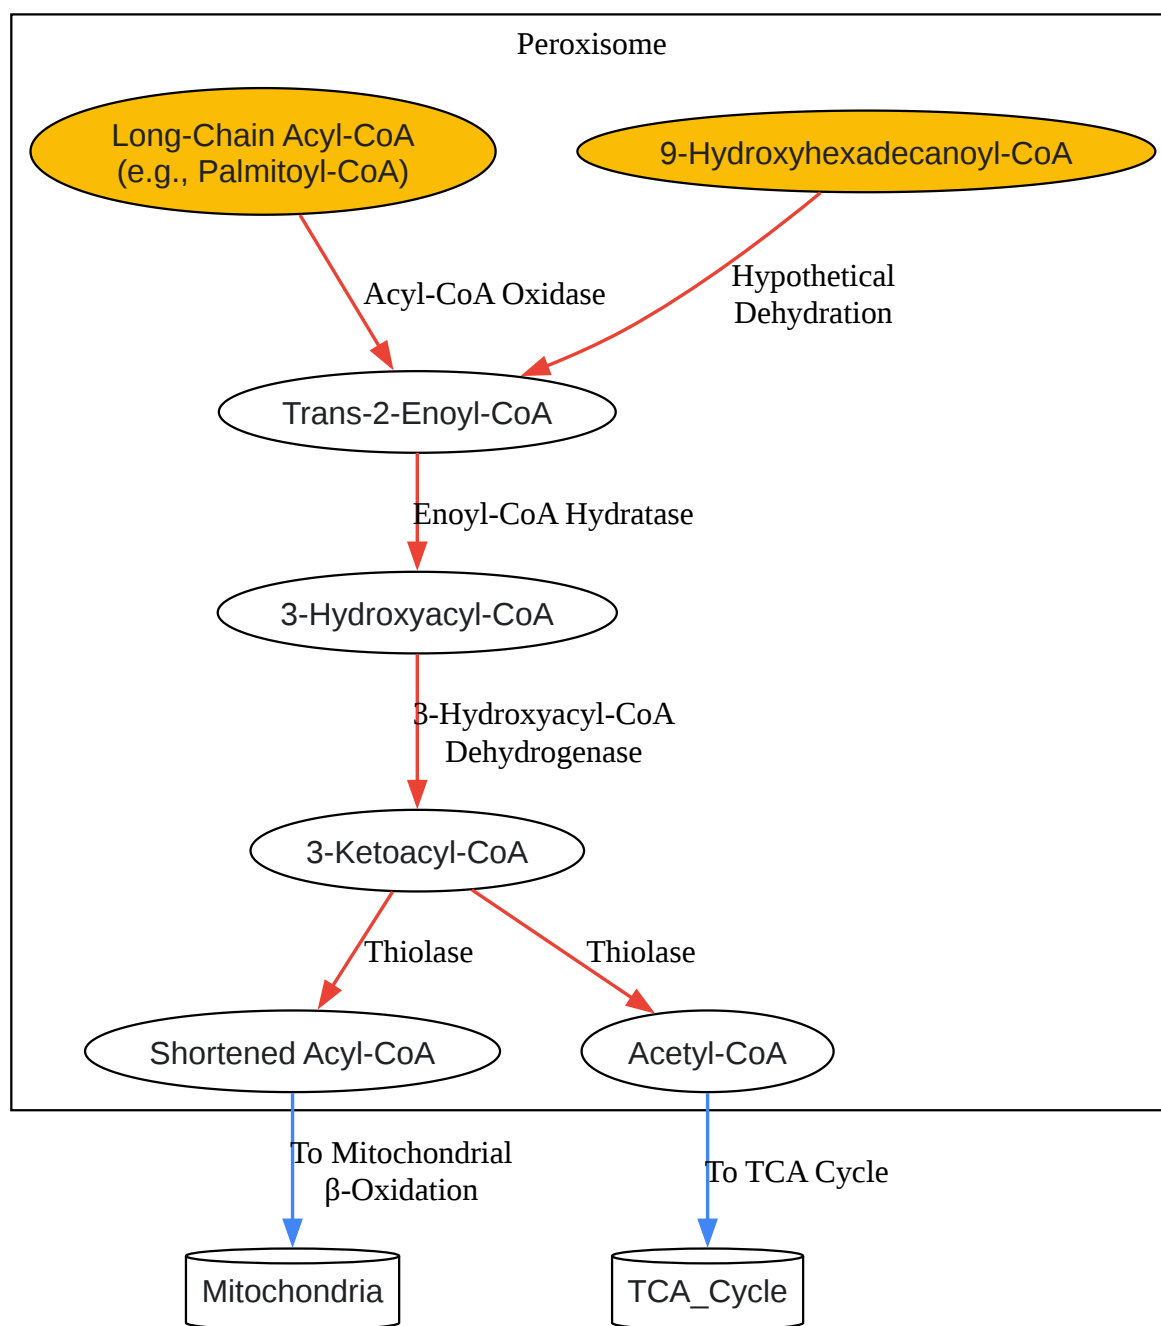 Peroxisome
Long-Chain Acyl-CoA
(e.g., Palmitoyl-CoA)
9-Hydroxyhexadecanoyl-CoA
Acyl-CoA Oxidase
Hypothetical
Dehydration
Trans-2-Enoyl-CoA
Enoyl-CoA Hydratase
3-Hydroxyacyl-CoA
3-Hydroxyacyl-CoA
Dehydrogenase
3-Ketoacyl-CoA
Thiolase
Thiolase
Shortened Acyl-CoA
Acetyl-CoA
To Mitochondrial
β-Oxidation
To TCA Cycle
Mitochondria
TCA_Cycle